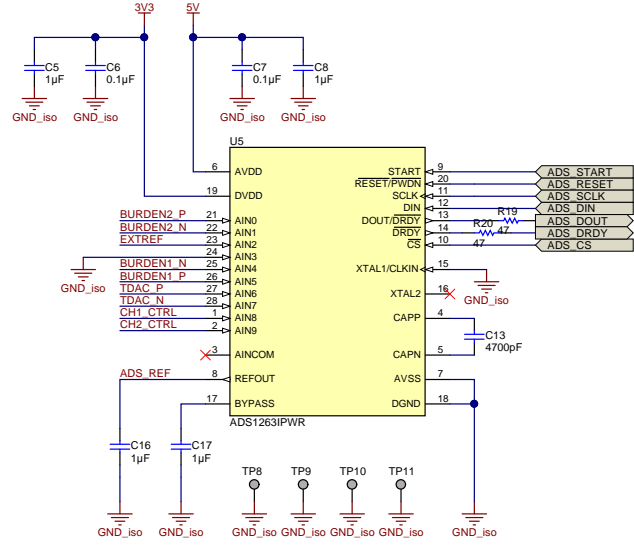 3V3 5V
C5 C6 C7 C8
1µF 0.1µF 0.1µF 1µF
GND_iso GND_iso GND_iso GND_iso
U5
6 AVDD START 9 ADS_START
RESET/PWDN 20 ADS_RESET
19 DVDD SCLK 11 ADS_SCLK
DIN 12 ADS_DIN
BURDEN2_P 21 AIN0 DOUT/DRDY 13 R19 ADS_DOUT
BURDEN2_N 22 AIN1 DRDY 14 R20 47 ADS_DRDY
EXTREF 23 AIN2 CS 10 47 ADS_CS
24 AIN3
BURDEN1_N 25 AIN4 XTAL1/CLKIN 15
BURDEN1_P 26 AIN5
GND_iso
TDAC_P 27 AIN6 XTAL2 16
TDAC_N 28 AIN7 GND_iso
CH1_CTRL 1 AIN8 CAPP 4
CH2_CTRL 2 AIN9
C13
4700pF
3 AINCOM CAPN 5
ADS_REF 8 REFOUT AVSS 7
17 BYPASS DGND 18
ADS1263IPWR
C16 C17
1µF 1µF
TP8 TP9 TP10 TP11
GND_iso GND_iso GND_iso GND_iso GND_iso GND_iso GND_iso